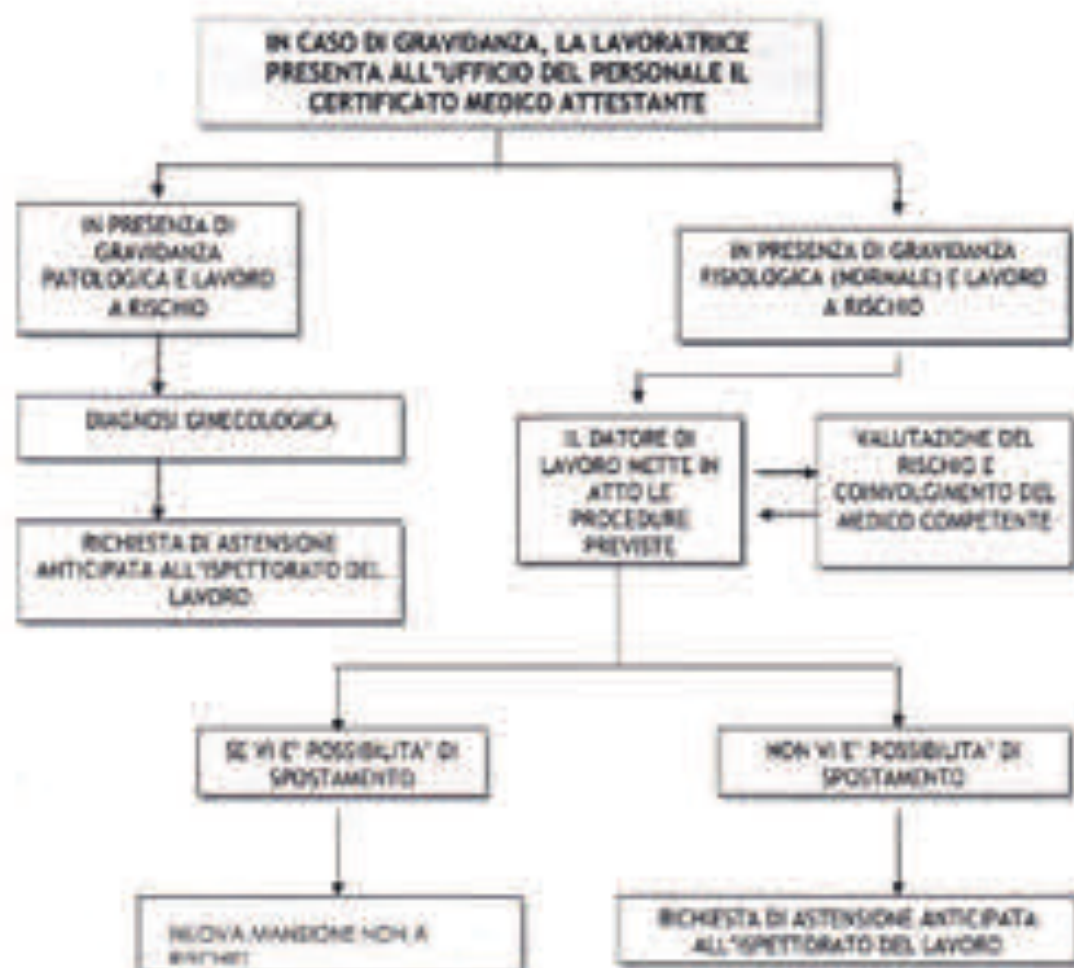 IN CASO DI GRAVIDANZA, LA LAVORATRICE
PRESENTA ALL'UFFICIO DEL PERSONALE IL
CERTIFICATO MEDICO ATTESTANTE
IN PRESENZA DI
GRAVIDANZA
PATOLOGICA E LAVORO
A RISCHIO
IN PRESENZA DI GRAVIDANZA
FISIOLOGICA (NORMALE) E LAVORO
A RISCHIO
DIAGNOSI GINECOLOGICA
IL DATORE DI
LAVORO METTE IN
ATTO LE
PROCEDURE
PREVISTE
VALUTAZIONE DEL
RISCHIO E
COINVOLGIMENTO DEL
MEDICO COMPETENTE
RICHIESTA DI ASTENSIONE
ANTICIPATA ALL'ISPETTORATO DEL
LAVORO
SE VI E' POSSIBILITA' DI
SPOSTAMENTO
NON VI E' POSSIBILITA' DI
SPOSTAMENTO
NUOVA MANSIONE NON A
RICHIESTA DI ASTENSIONE ANTICIPATA
ALL'ISPETTORATO DEL LAVORO